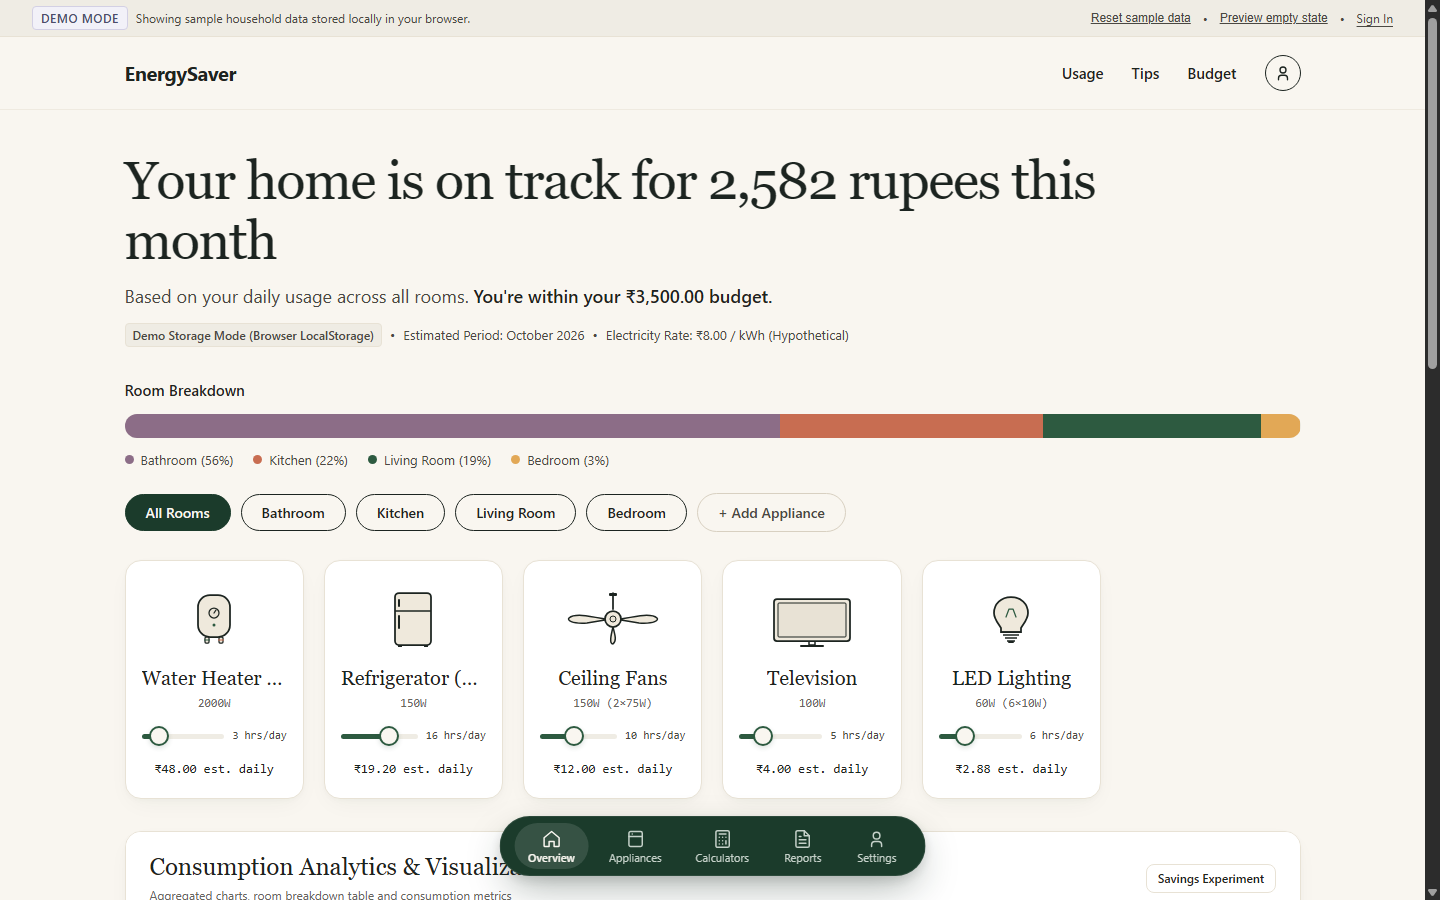 DEMO MODE Showing sample household data stored locally in your browser. Reset sample data • Preview empty state • Sign In
EnergySaver Usage Tips Budget
Your home is on track for 2,582 rupees this
month
Based on your daily usage across all rooms. You're within your ₹3,500.00 budget.
Demo Storage Mode (Browser LocalStorage) • Estimated Period: October 2026 • Electricity Rate: ₹8.00 / kWh (Hypothetical)
Room Breakdown
Bathroom (56%) Kitchen (22%) Living Room (19%) Bedroom (3%)
All Rooms Bathroom Kitchen Living Room Bedroom + Add Appliance
Water Heater ... Refrigerator (... Ceiling Fans Television LED Lighting
2000W 150W 150W (2×75W) 100W 60W (6×10W)
3 hrs/day 16 hrs/day 10 hrs/day 5 hrs/day 6 hrs/day
₹48.00 est. daily ₹19.20 est. daily ₹12.00 est. daily ₹4.00 est. daily ₹2.88 est. daily
Overview Appliances Calculators Reports Settings
Consumption Analytics &
Savings Experiment
Aggregated charts, room breakdown table and consumption metrics